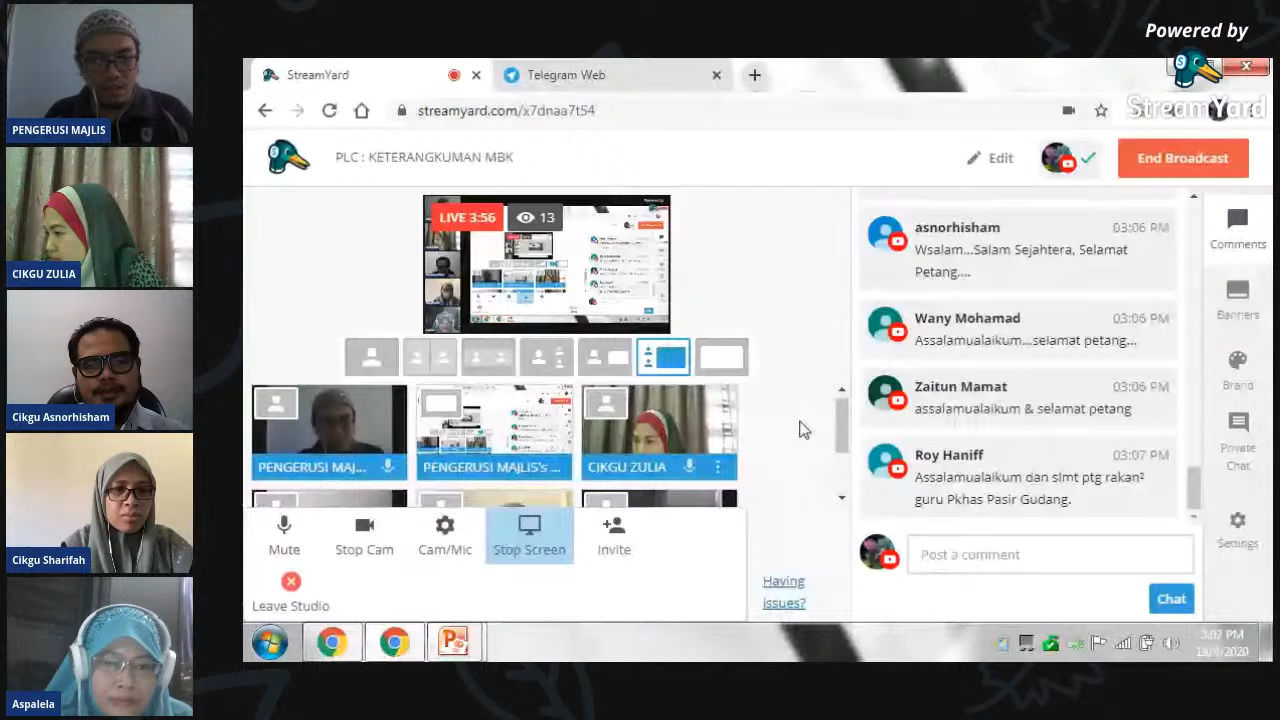 PENGERUSI MAJLIS
CIKGU ZULIA
Cikgu Asnorhisham
Cikgu Sharifah
Aspalela
Powered by
StreamYard
StreamYard
Telegram Web
streamyard.com/x7dnaa7t54
PLC : KETERANGKUMAN MBK
Edit
End Broadcast
LIVE 3:56
13
PENGERUSI MAJ...
PENGERUSI MAJLIS's ...
CIKGU ZULIA
Mute
Stop Cam
Cam/Mic
Stop Screen
Invite
Leave Studio
Having
issues?
asnorhisham 03:06 PM
Wsalam...Salam Sejahtera, Selamat
Petang....
Wany Mohamad 03:06 PM
Assalamualaikum...selamat petang...
Zaitun Mamat 03:06 PM
assalamualaikum & selamat petang
Roy Haniff 03:07 PM
Assalamualaikum dan slmt ptg rakan²
guru Pkhas Pasir Gudang.
Post a comment
Chat
Comments
Banners
Brand
Private
Chat
Settings
3:07 PM